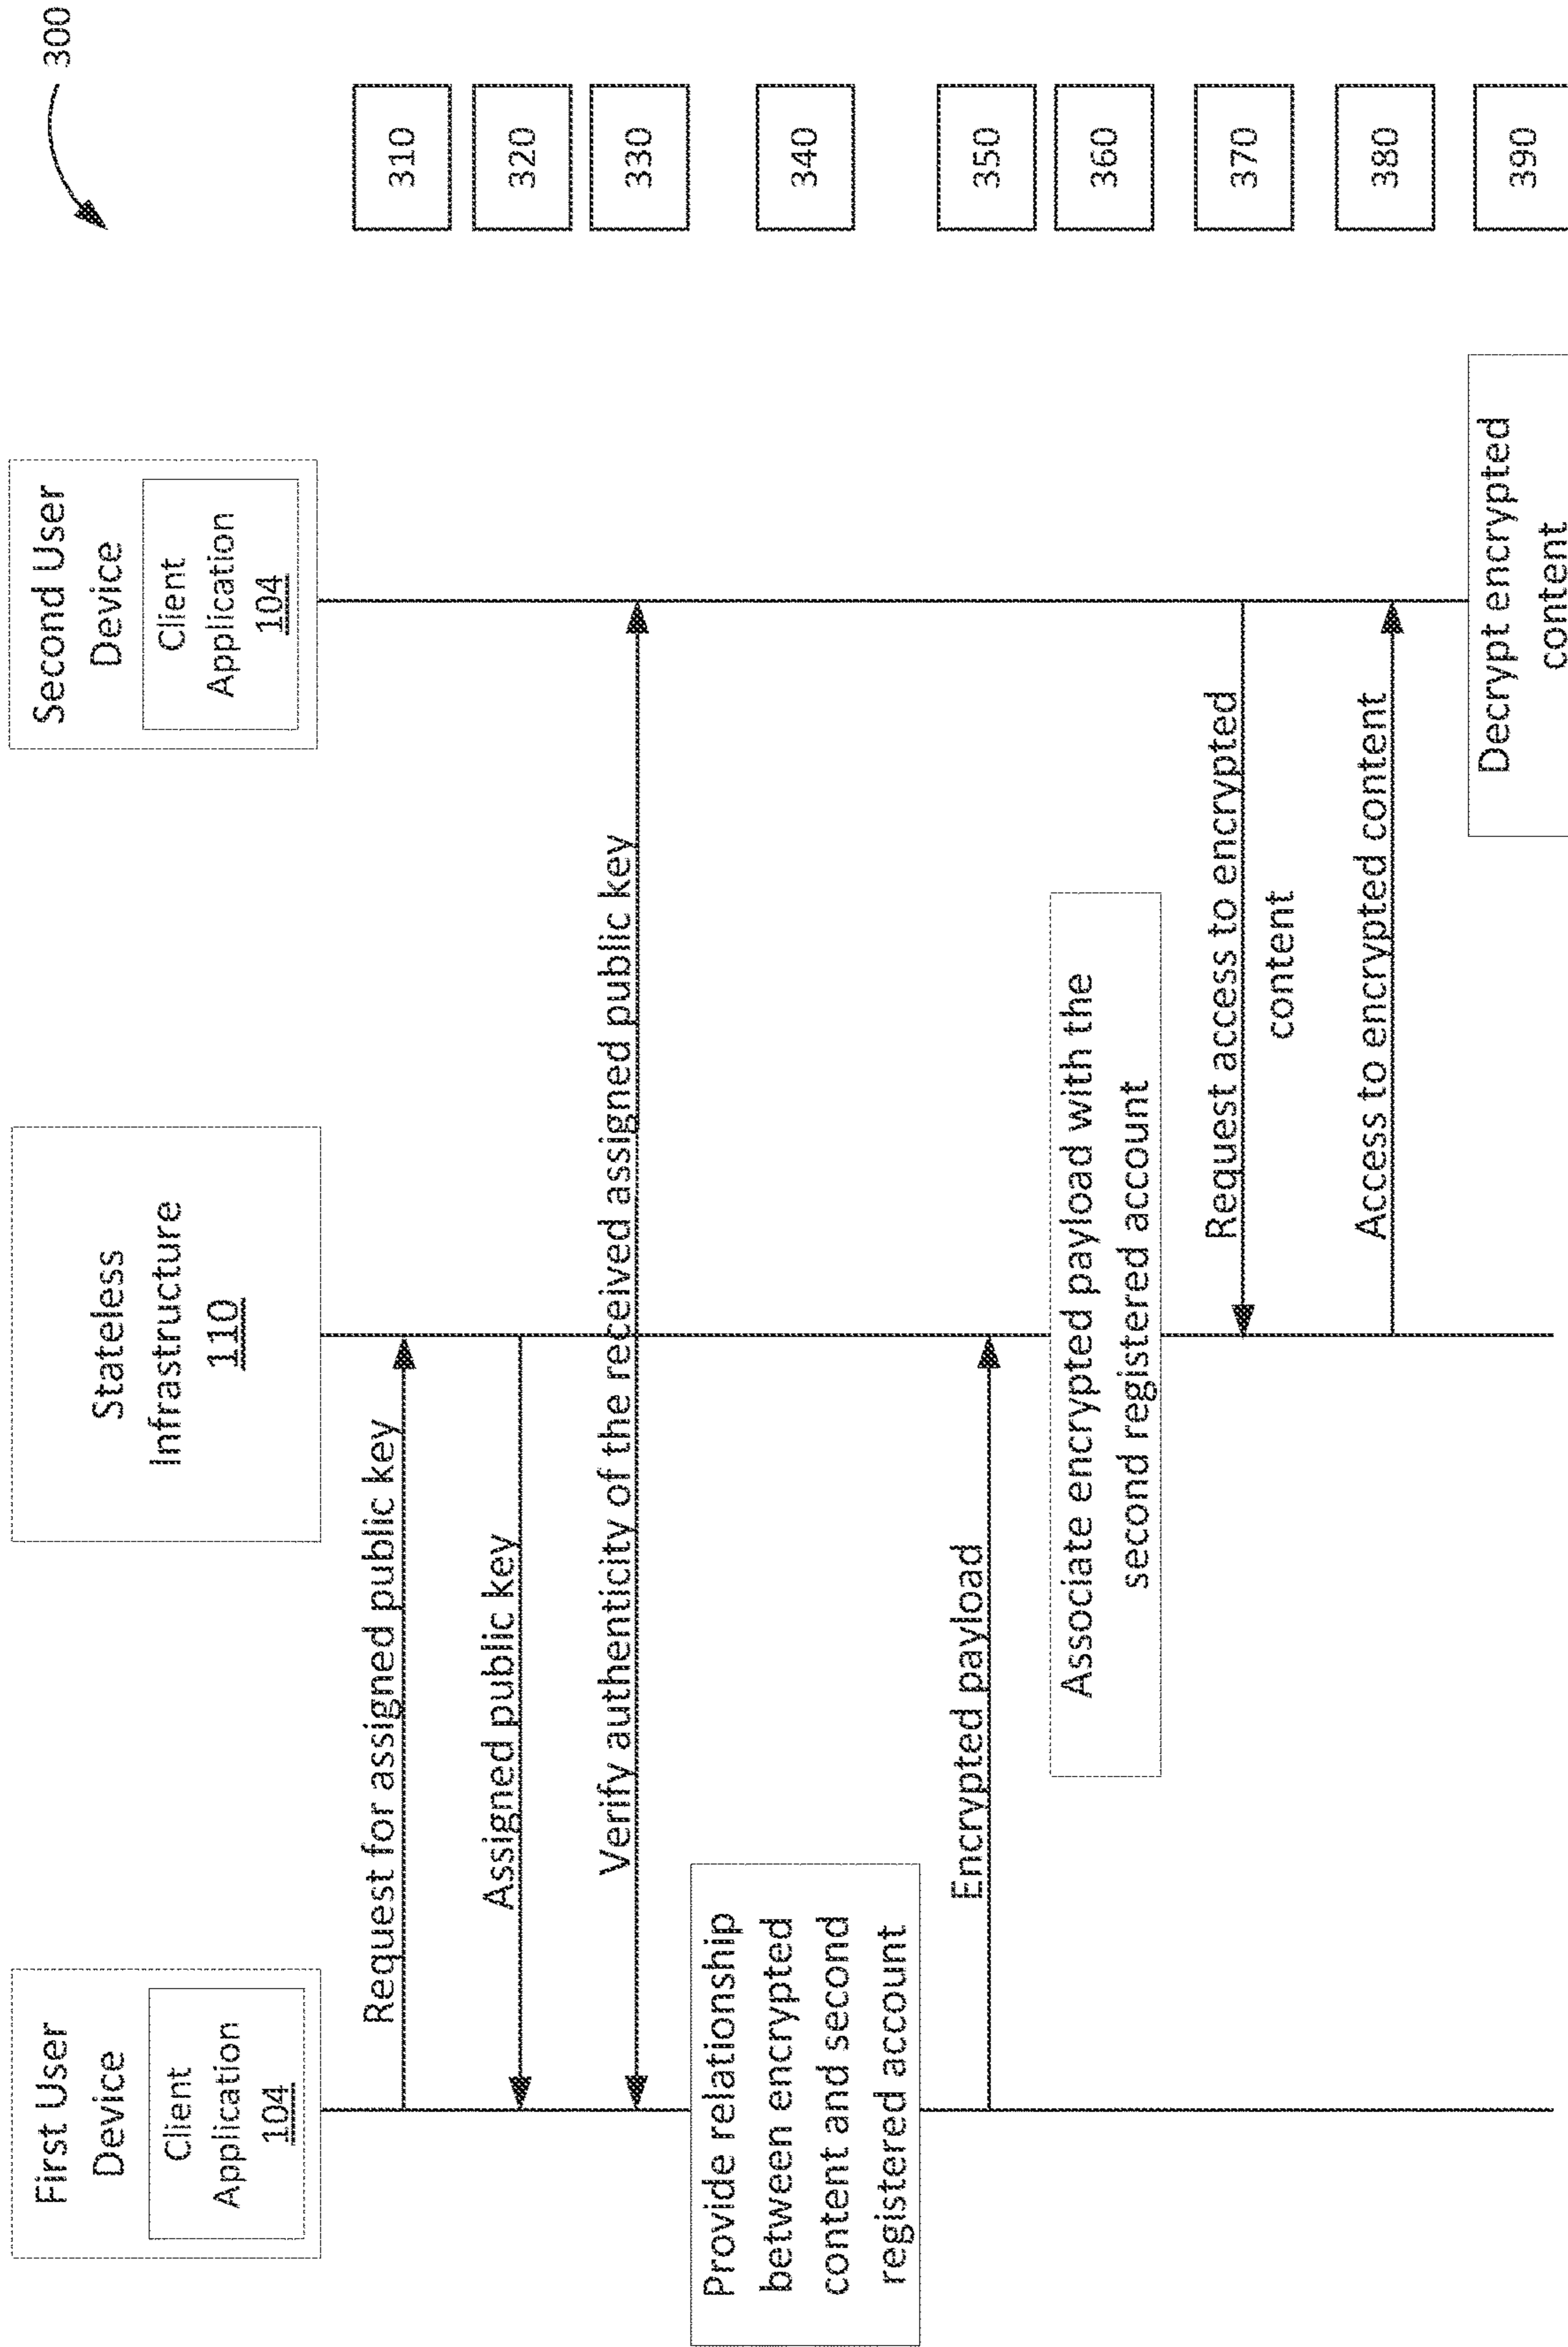 300
First User
Device
Client
Application
104
Stateless
Infrastructure
110
Second User
Device
Client
Application
104
Request for assigned public key
310
Assigned public key
320
Verify authenticity of the received assigned public key
330
Provide relationship
between encrypted
content and second
registered account
340
Encrypted payload
350
Associate encrypted payload with the
second registered account
360
Request access to encrypted
content
370
Access to encrypted content
380
Decrypt encrypted
content
390